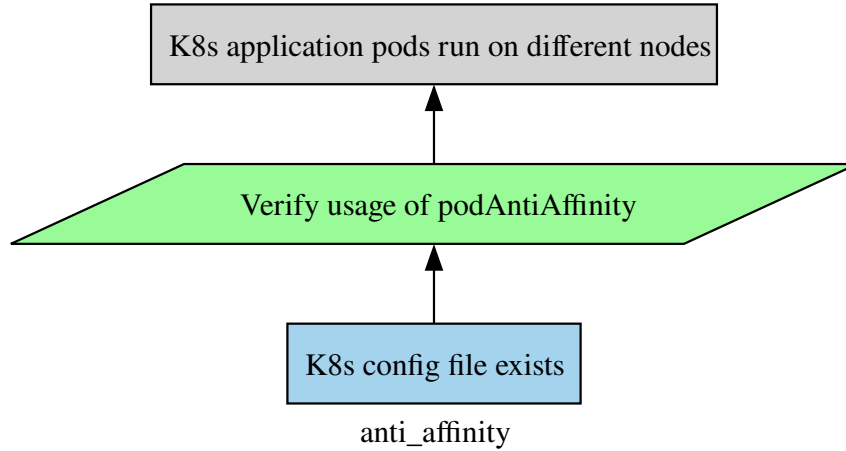 K8s application pods run on different nodes
Verify usage of podAntiAffinity
K8s config file exists
anti_affinity